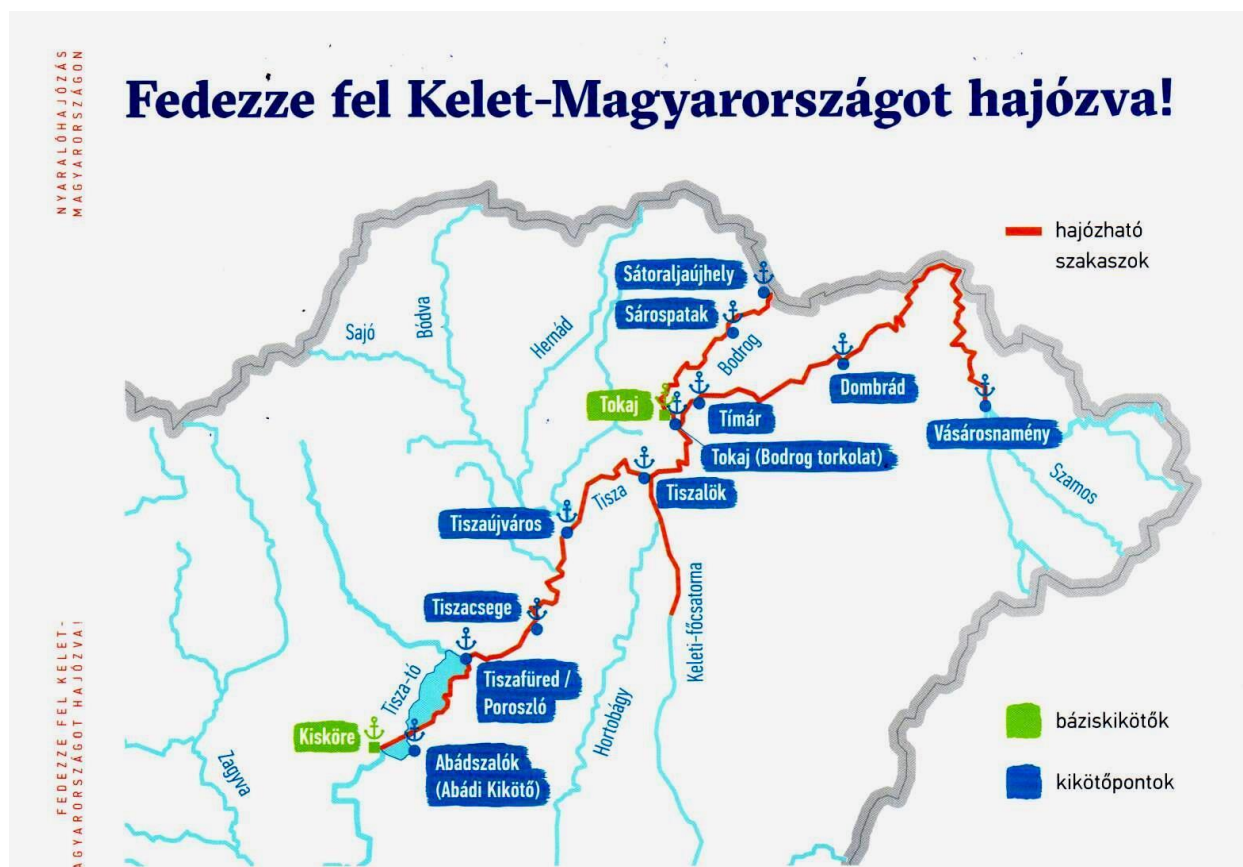 NYARALÓHAJÓZÁS
MAGYARORSZÁGON
Fedezze fel Kelet-Magyarországot hajózva!
hajózható
szakaszok
Sátoraljaújhely
Sárospatak
Bódva
Sajó
Hernád
Bodrog
Tokaj
Tímár
Dombrád
Vásárosnamény
Tokaj (Bodrog torkolat)
Szamos
Tisza
Tiszalök
Tiszaújváros
Keleti-főcsatorna
Tiszacsege
Tisza-tó
Tiszafüred /
Poroszló
Hortobágy
Kisköre
Abádszalók
(Abádi Kikötő)
Zagyva
báziskikötők
kikötőpontok
FEDEZZE FEL KELET-
AGYARORSZÁGOT HAJÓZVA!